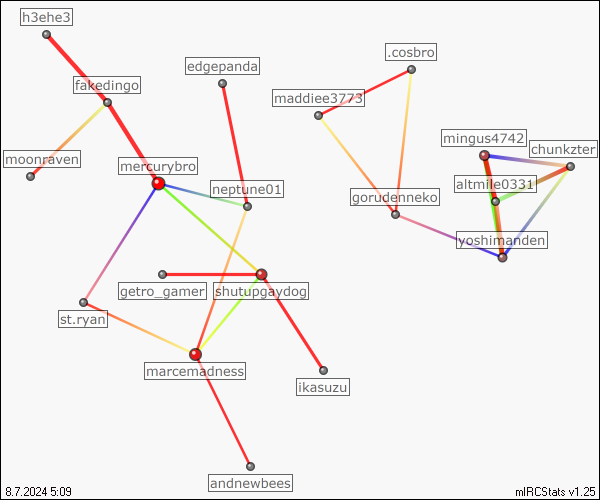 h3ehe3
.cosbro
edgepanda
fakedingo
maddiee3773
mingus4742
chunkzter
moonraven
mercurybro
neptune01
altmile0331
gorudenneko
yoshimanden
getro_gamer
shutupgaydog
st.ryan
marcemadness
ikasuzu
andnewbees
8.7.2024 5:09
mIRCStats v1.25